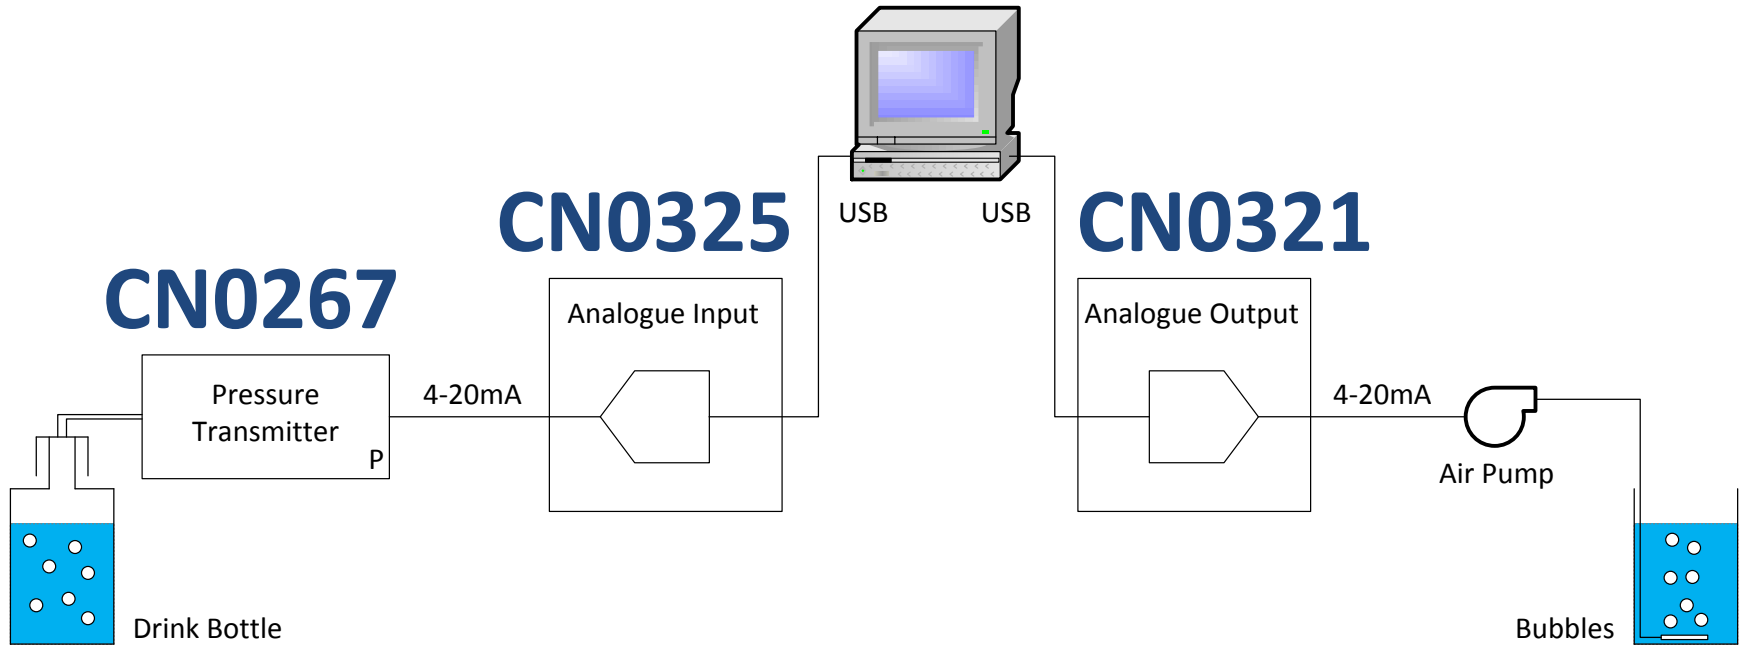 USB
USB
CN0325
CN0321
CN0267
Analogue Input
Analogue Output
Pressure
Transmitter
P
4-20mA
4-20mA
Air Pump
Drink Bottle
Bubbles